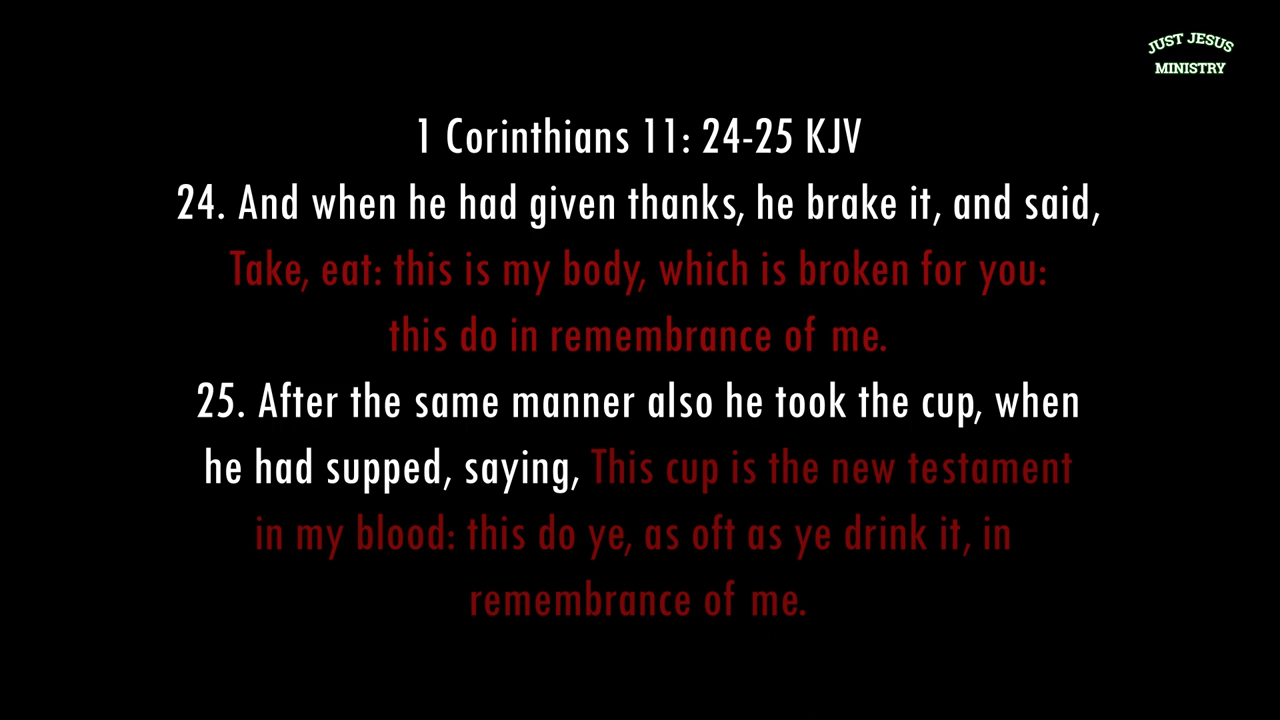 JUST JESUS
MINISTRY
1 Corinthians 11: 24-25 KJV
24. And when he had given thanks, he brake it, and said,
Take, eat: this is my body, which is broken for you:
this do in remembrance of me.
25. After the same manner also he took the cup, when
he had supped, saying, This cup is the new testament
in my blood: this do ye, as oft as ye drink it, in
remembrance of me.